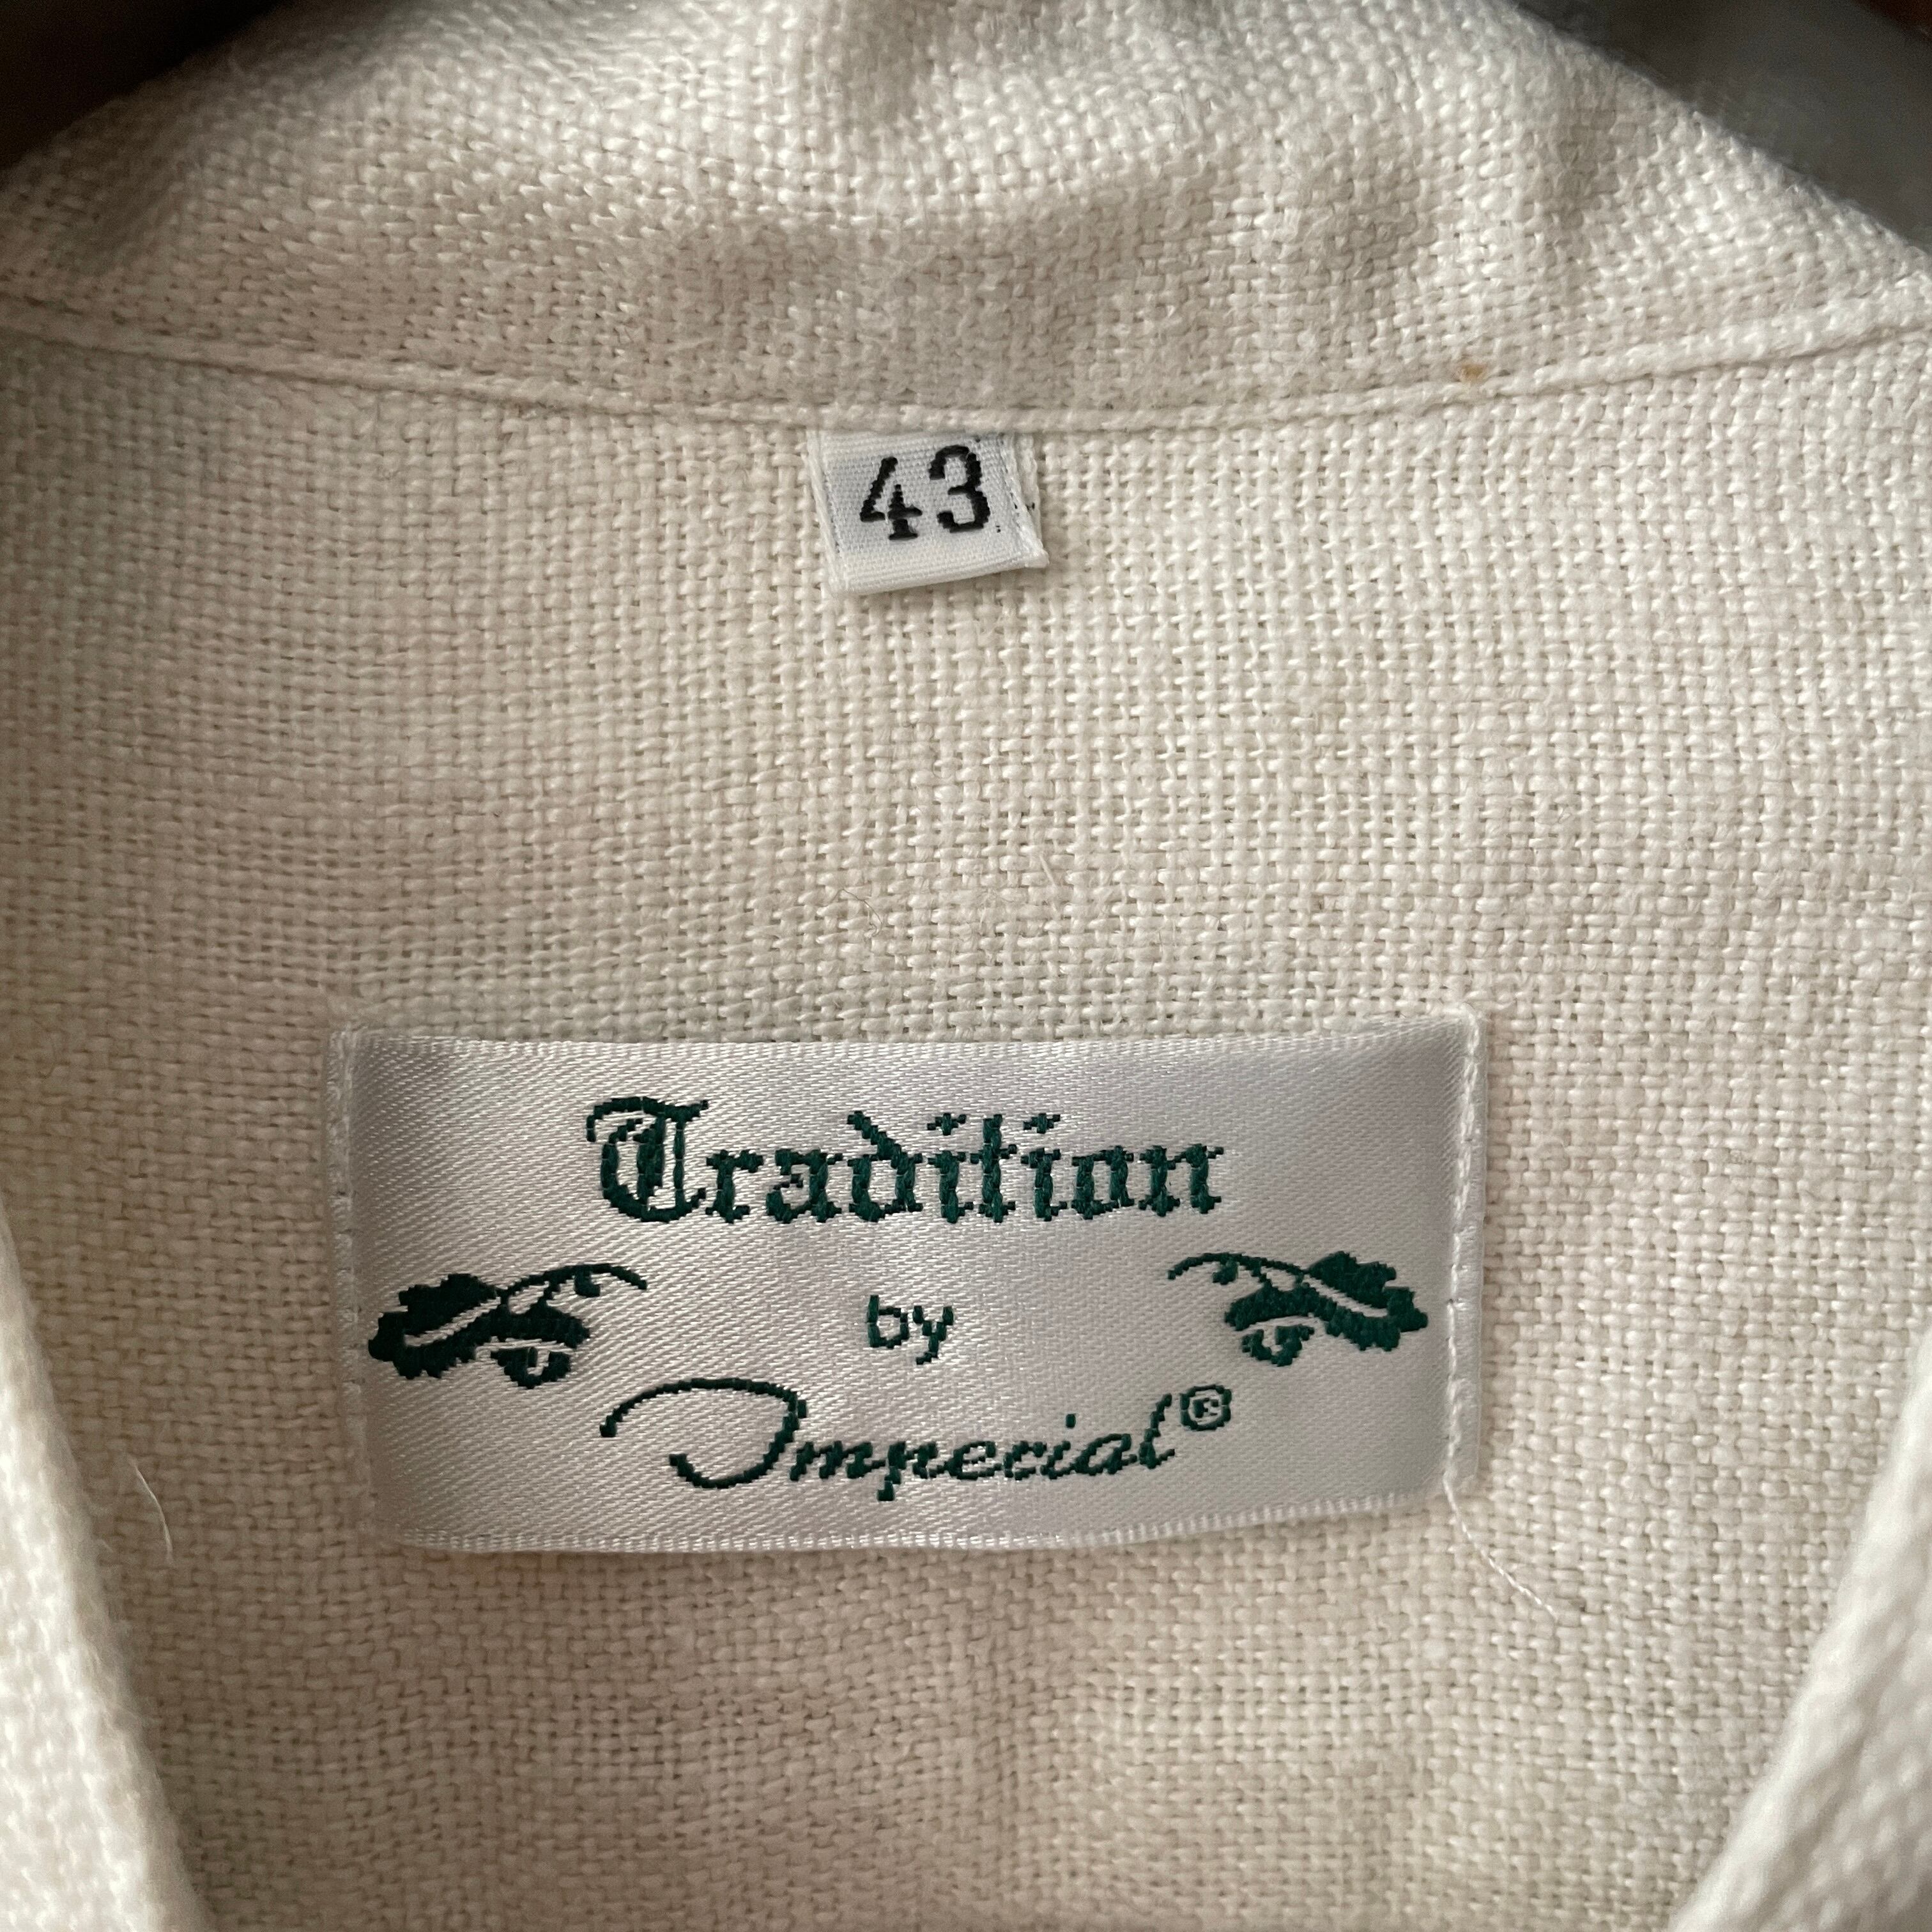 43
Tradition
by
Imperial®